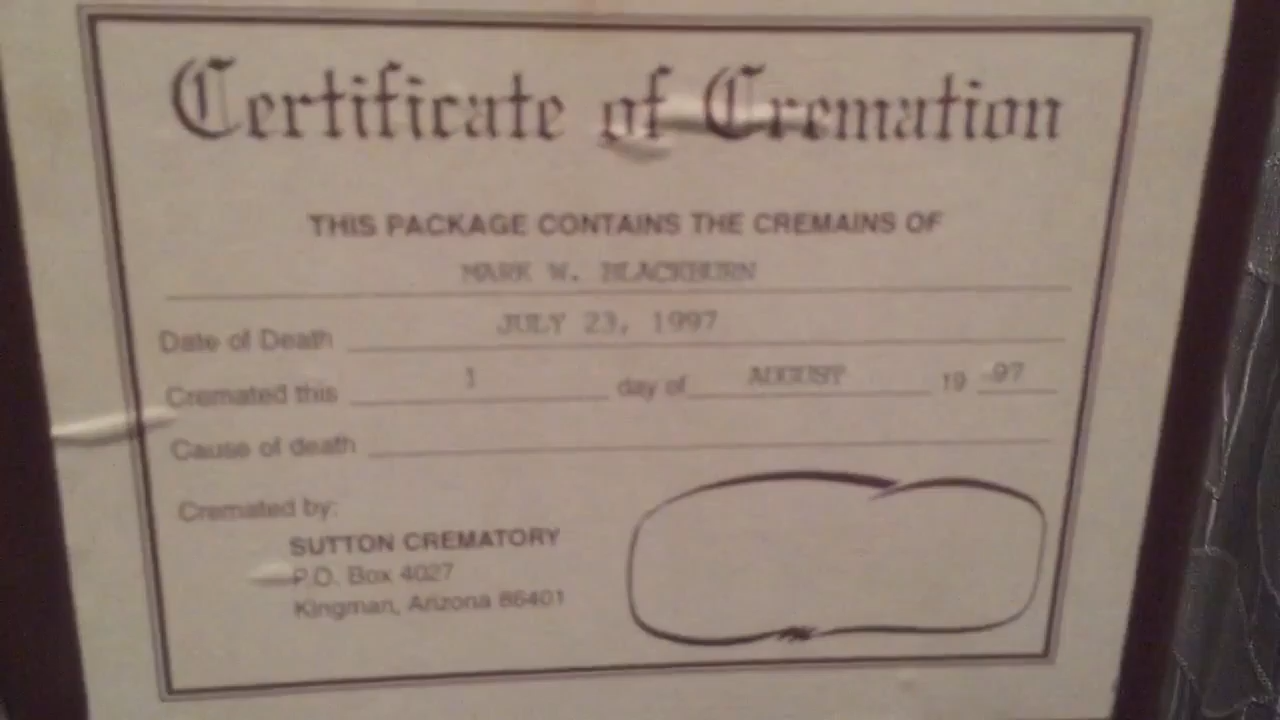 Certificate of Cremation
THIS PACKAGE CONTAINS THE CREMAINS OF
MARK W. BLACKBURN
Date of Death JULY 23, 1997
Cremated this 1 day of AUGUST 19 97
Cause of death
Cremated by:
SUTTON CREMATORY
P.O. Box 4027
Kingman, Arizona 86401